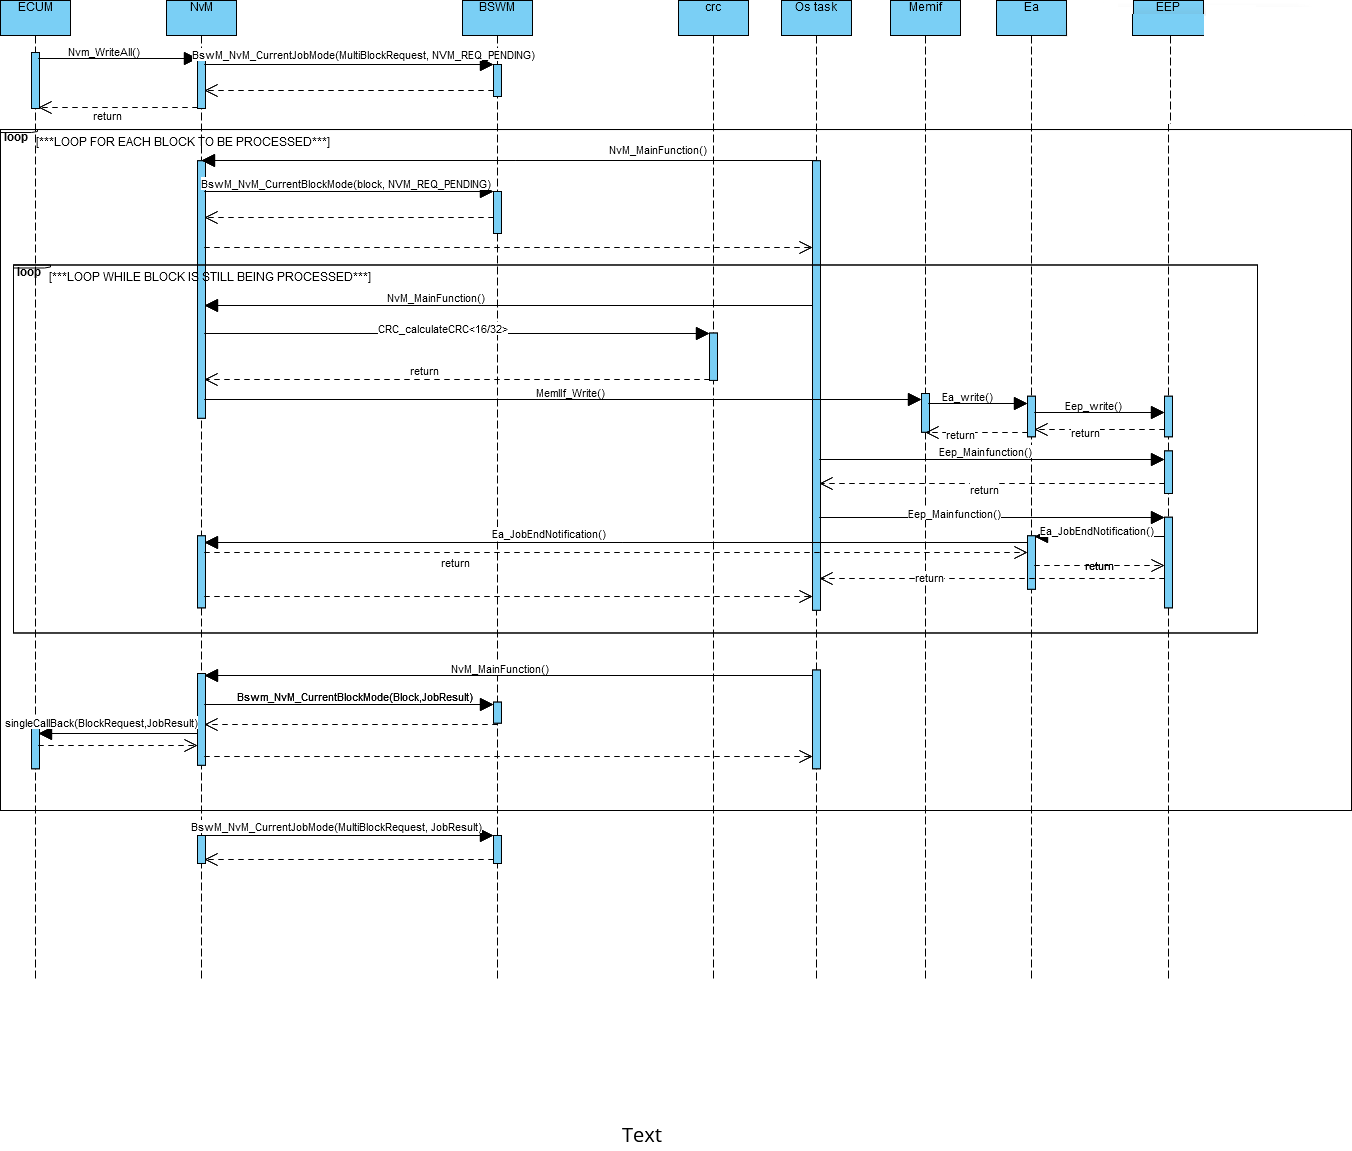 ECUM NvM BSWM crc Os task Memif Ea EEP
Nvm_WriteAll()
BswM_NvM_CurrentJobMode(MultiBlockRequest, NVM_REQ_PENDING)
return
loop
[***LOOP FOR EACH BLOCK TO BE PROCESSED***]
NvM_MainFunction()
BswM_NvM_CurrentBlockMode(block, NVM_REQ_PENDING)
loop
[***LOOP WHILE BLOCK IS STILL BEING PROCESSED***]
NvM_MainFunction()
CRC_calculateCRC<16/32>
return
MemIIf_Write()
Ea_write()
Eep_write()
return
return
Eep_Mainfunction()
return
Eep_Mainfunction()
Ea_JobEndNotification()
Ea_JobEndNotification()
return
return
return
NvM_MainFunction()
Bswm_NvM_CurrentBlockMode(Block,JobResult)
singleCallBack(BlockRequest,JobResult)
BswM_NvM_CurrentJobMode(MultiBlockRequest, JobResult)
Text